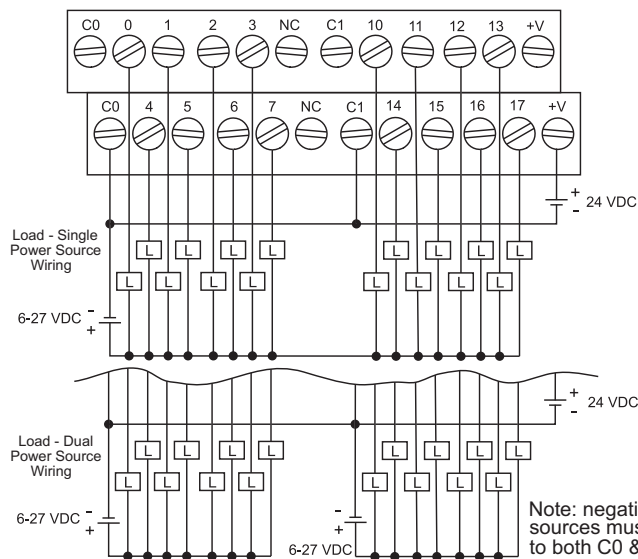 C0 0 1 2 3 NC C1 10 11 12 13 +V
C0 4 5 6 7 NC C1 14 15 16 17 +V
+
-
24 VDC
Load - Single
Power Source
Wiring
L L L L L L L L
L L L L L L L L
6-27 VDC
-
+
+
-
24 VDC
Load - Dual
Power Source
Wiring
L L L L L L L L
L L L L L L L L
6-27 VDC
-
+
-
+
6-27 VDC
Note:
sources
to both C0 &